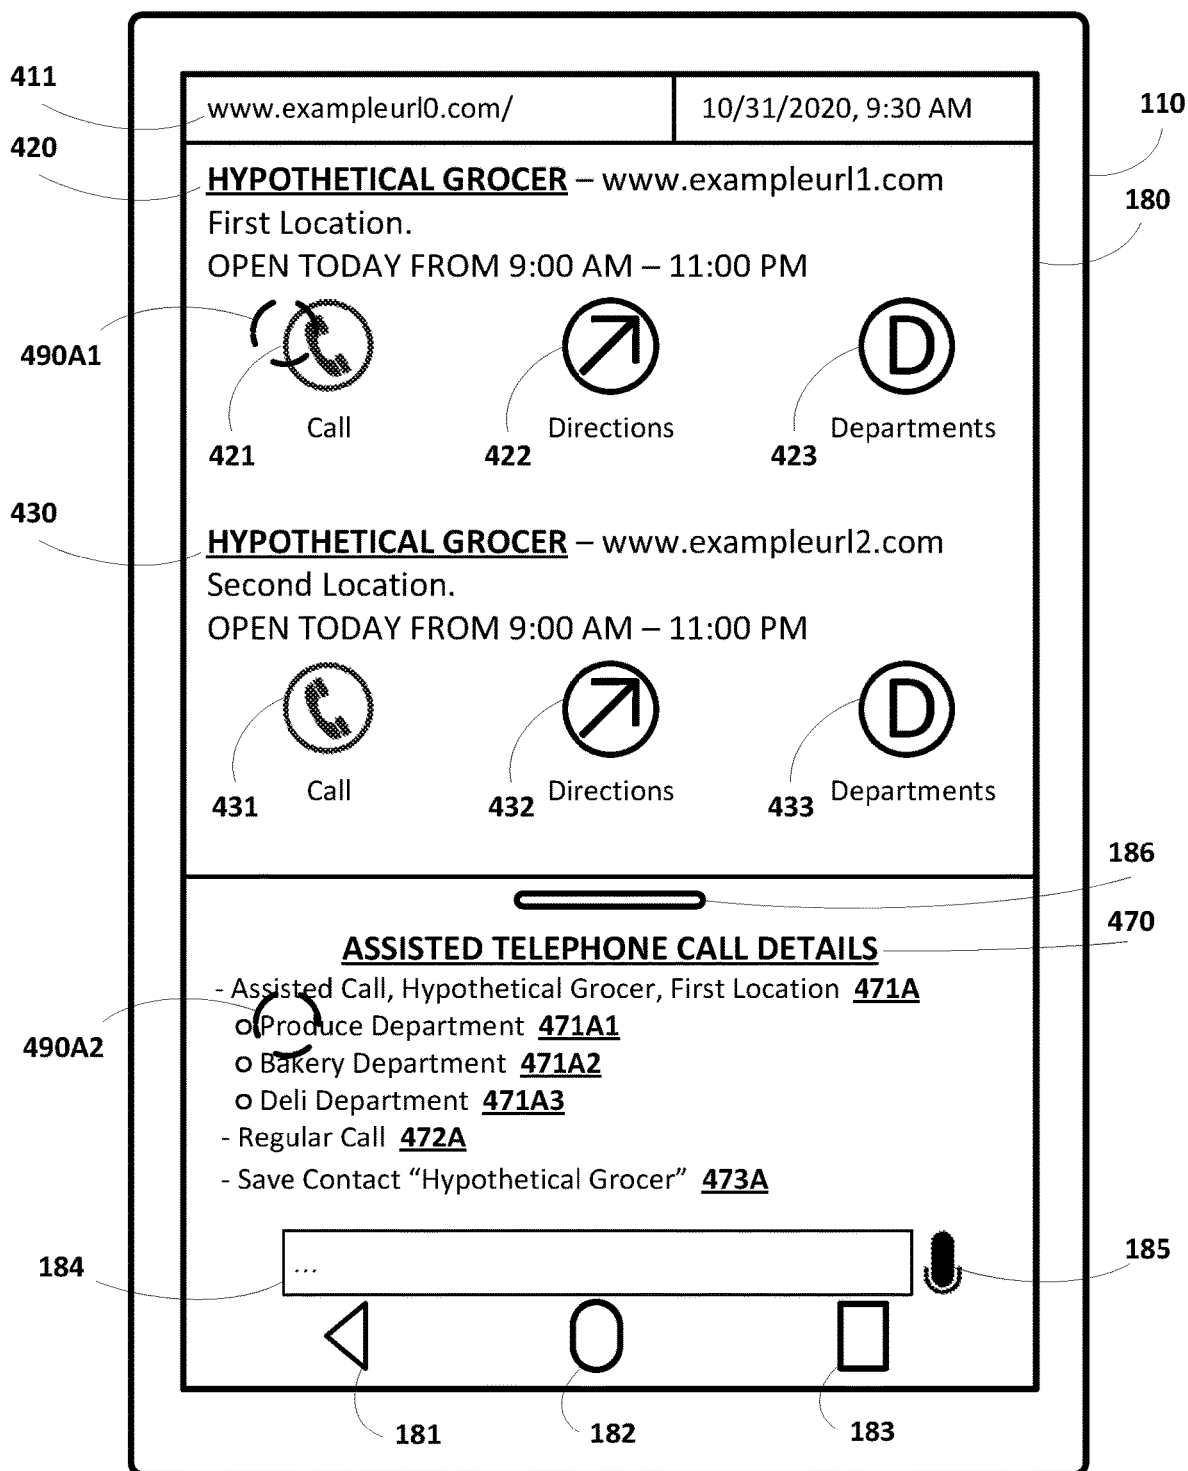 411
www.exampleurl0.com/ 10/31/2020, 9:30 AM
110
420
HYPOTHETICAL GROCER – www.exampleurl1.com
180
First Location.
OPEN TODAY FROM 9:00 AM – 11:00 PM
490A1
Call Directions Departments
421 422 423
430
HYPOTHETICAL GROCER – www.exampleurl2.com
Second Location.
OPEN TODAY FROM 9:00 AM – 11:00 PM
D
D
Call Directions Departments
431 432 433
186
470
ASSISTED TELEPHONE CALL DETAILS
- Assisted Call, Hypothetical Grocer, First Location 471A
o Produce Department 471A1
490A2
o Bakery Department 471A2
o Deli Department 471A3
- Regular Call 472A
- Save Contact “Hypothetical Grocer” 473A
184
...
185
181 182 183